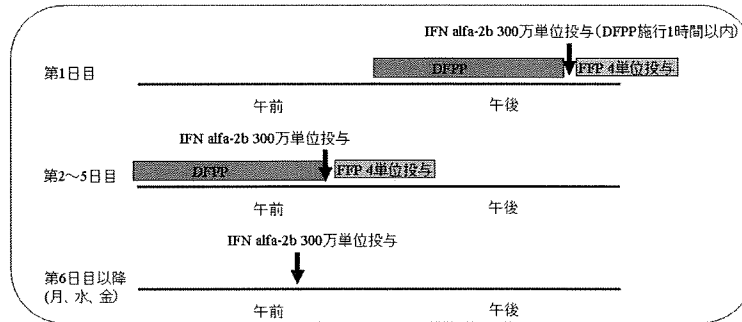 IFN alfa-2b 300万単位投与(DFPP施行1時間以内)
第1日目
DFPP
FFP 4単位投与
午前
午後
IFN alfa-2b 300万単位投与
第2～5日目
DFPP
FFP 4単位投与
午前
午後
IFN alfa-2b 300万単位投与
第6日目以降
(月、水、金)
午前
午後